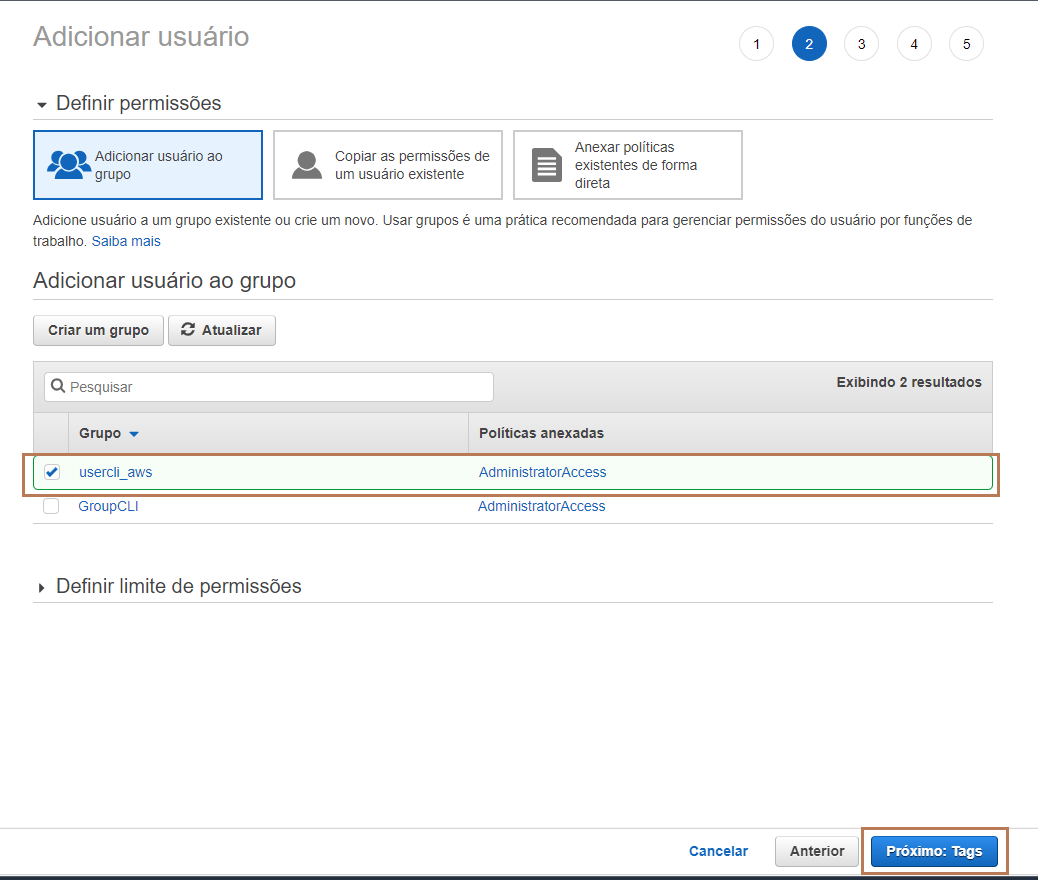 Adicionar usuário
1 2 3 4 5
Definir permissões
Adicionar usuário ao
grupo
Copiar as permissões de
um usuário existente
Anexar políticas
existentes de forma
direta
Adicione usuário a um grupo existente ou crie um novo. Usar grupos é uma prática recomendada para gerenciar permissões do usuário por funções de
trabalho. Saiba mais
Adicionar usuário ao grupo
Criar um grupo Atualizar
Pesquisar Exibindo 2 resultados
Grupo Políticas anexadas
usercli_aws AdministratorAccess
GroupCLI AdministratorAccess
Definir limite de permissões
Cancelar Anterior Próximo: Tags